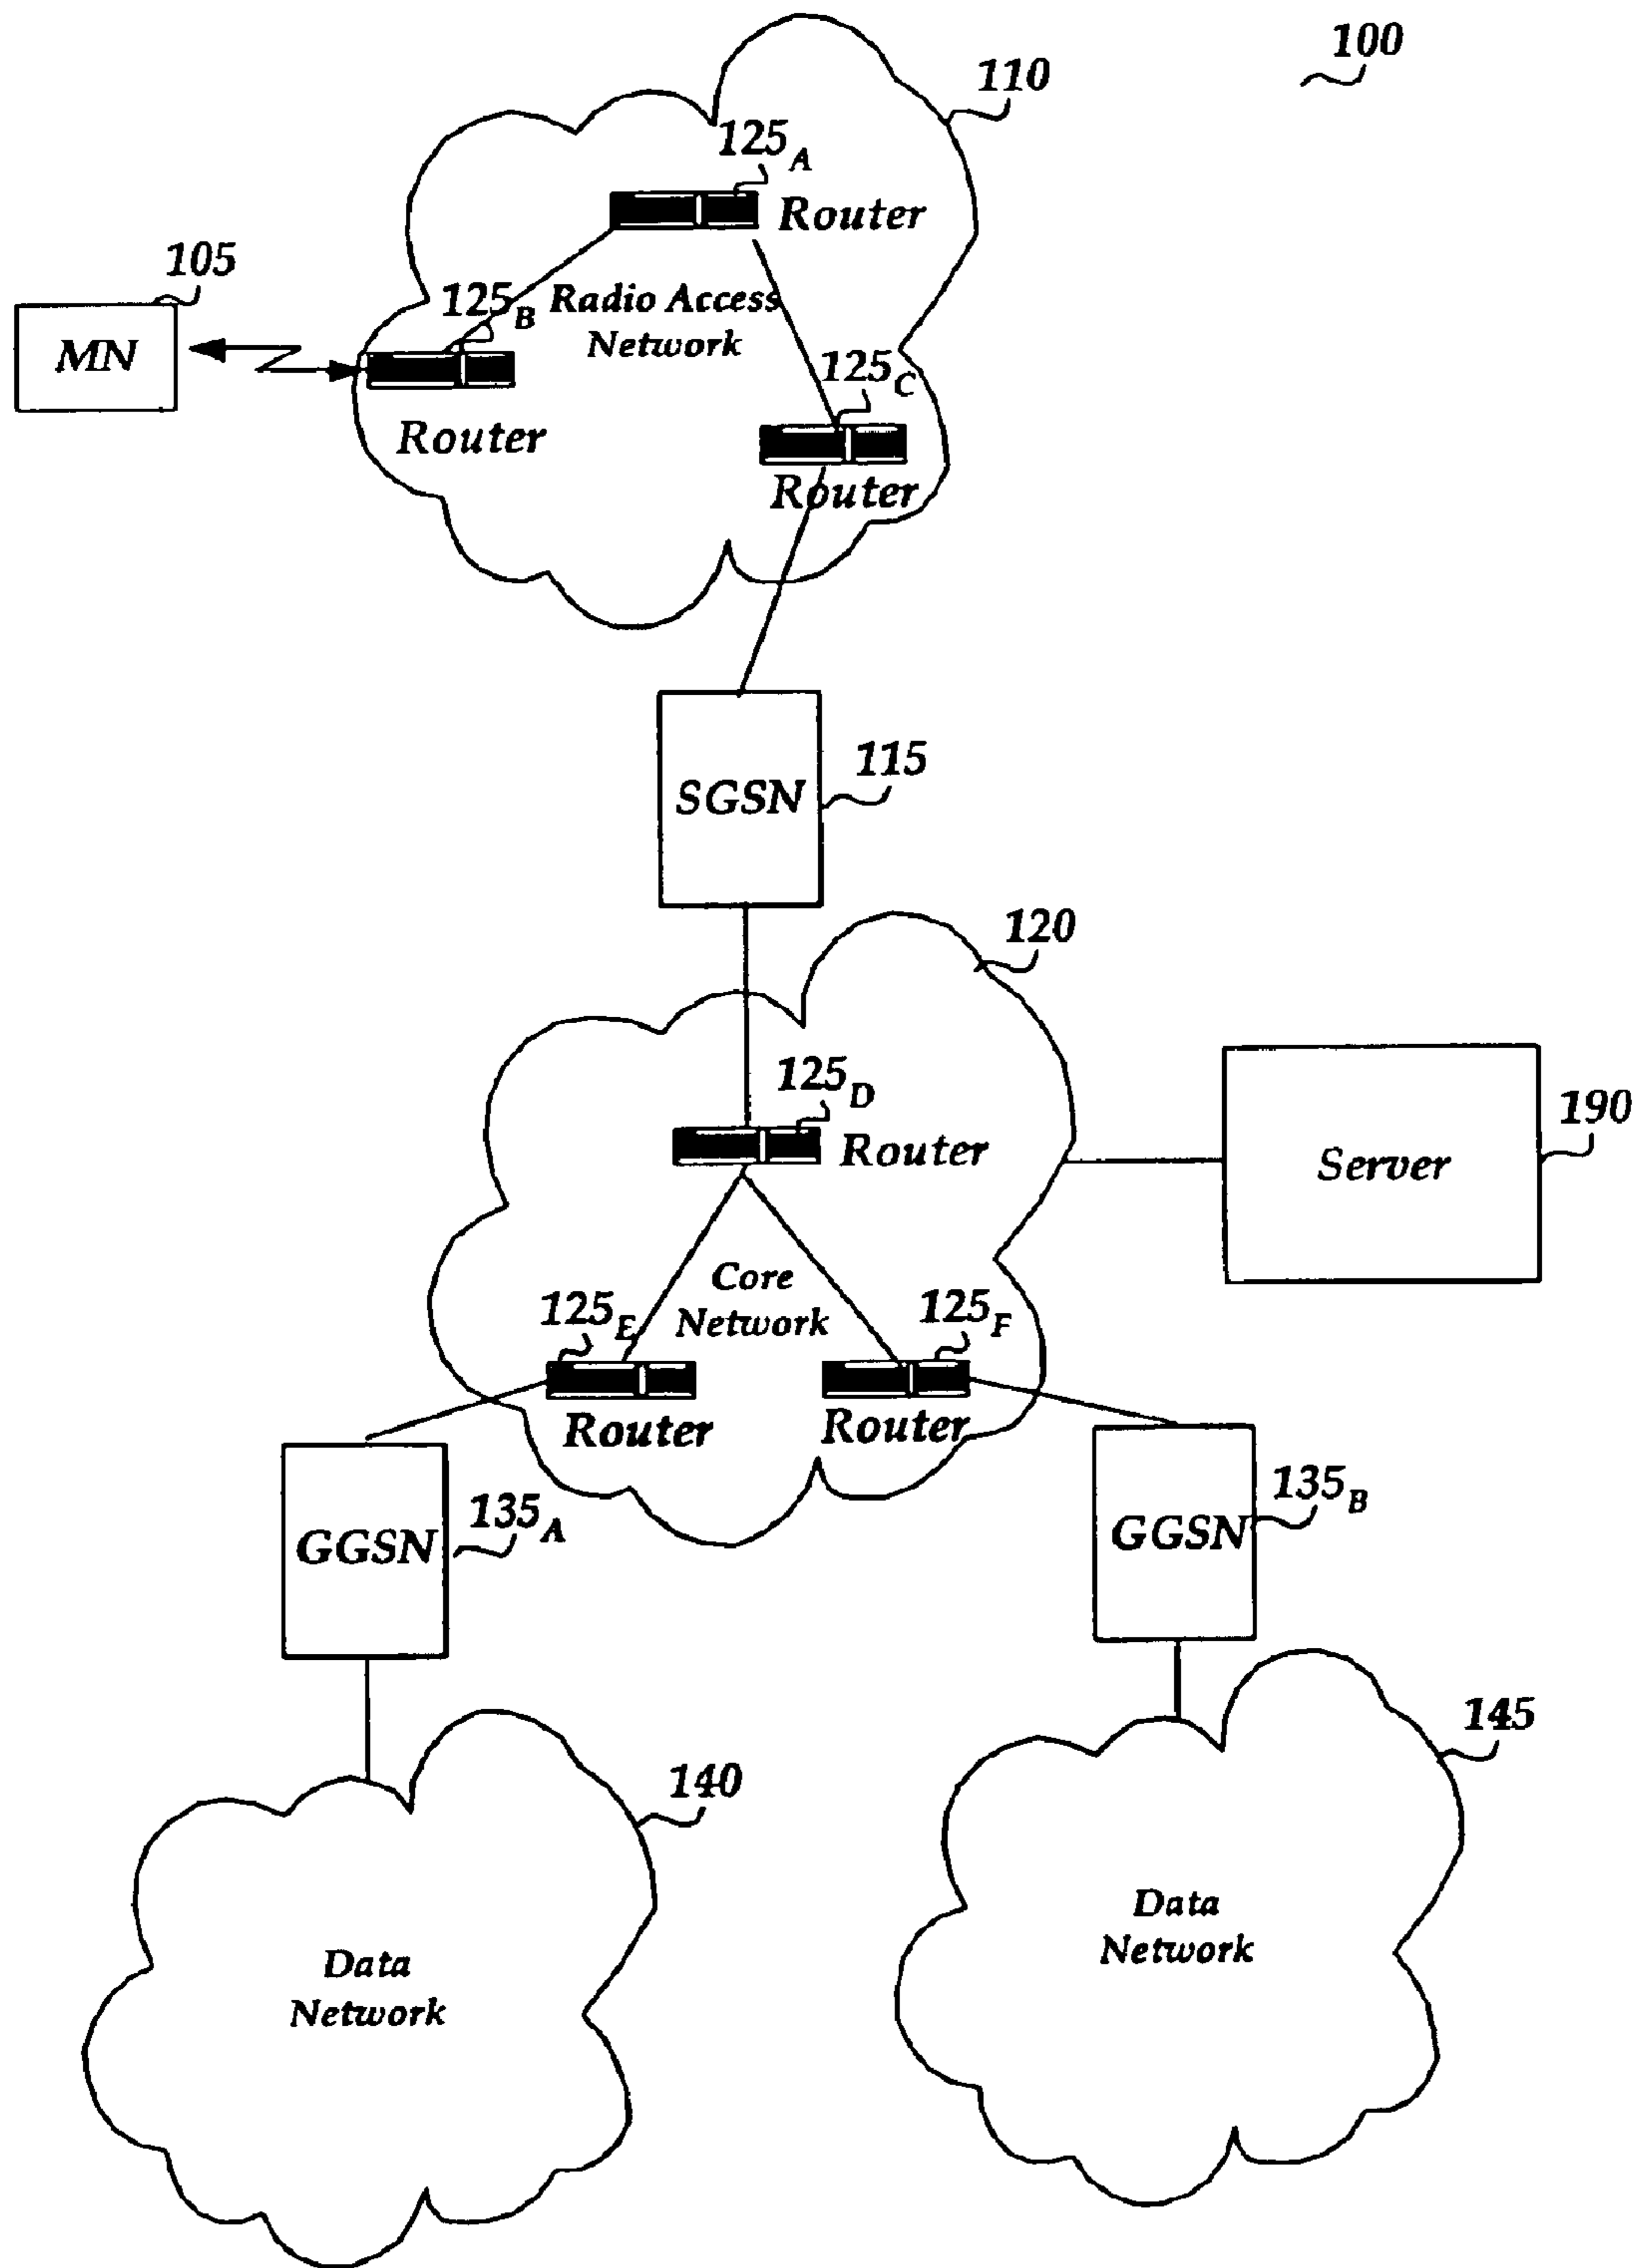 100
110
125A
Router
105
MN
125B
Radio Access
Network
Router
125C
Router
SGSN
115
120
125D
Router
190
Server
Core
Network
125E
125F
Router
Router
GGSN
135A
GGSN
135B
140
145
Data
Network
Data
Network